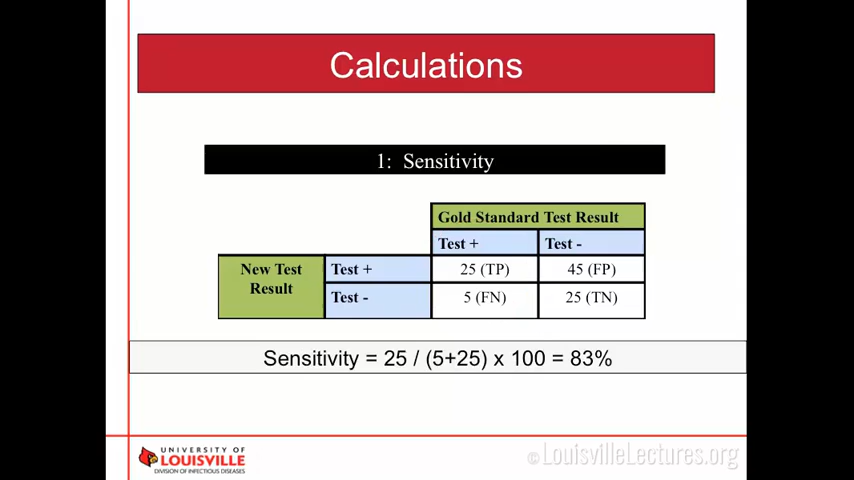 Calculations
1: Sensitivity
Gold Standard Test Result
Test +
Test -
New Test
Result
Test +
25 (TP)
45 (FP)
Test -
5 (FN)
25 (TN)
Sensitivity = 25 / (5+25) x 100 = 83%
UNIVERSITY OF
LOUISVILLE
DIVISION OF INFECTIOUS DISEASES
©LouisvilleLectures.org